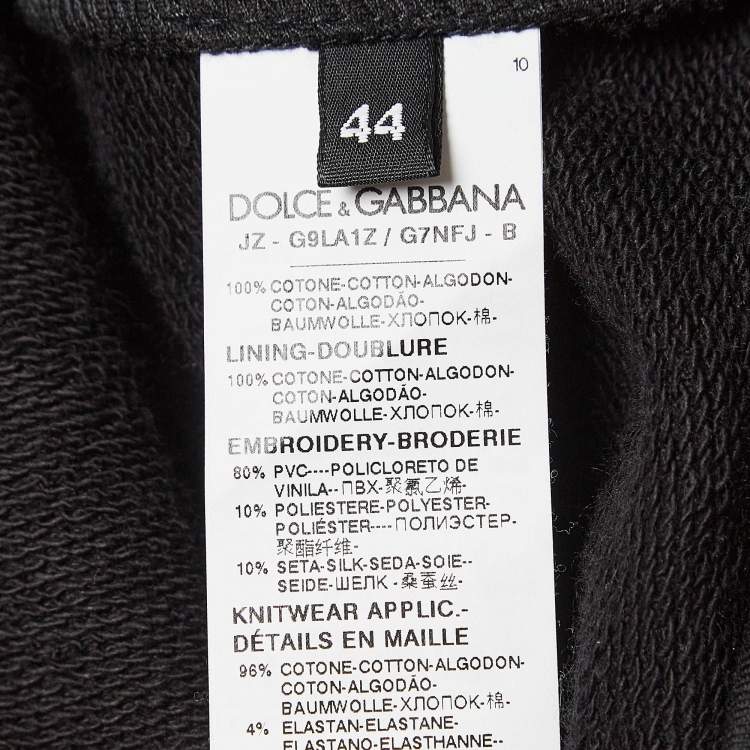 10
44
DOLCE & GABBANA
JZ - G9LA1Z / G7NFJ - B
100% COTONE-COTTON-ALGODON-
COTON-ALGODÃO-
BAUMWOLLE-ХЛОПОК-棉-
LINING-DOUBLURE
100% COTONE-COTTON-ALGODON-
COTON-ALGODÃO-
BAUMWOLLE-ХЛОПОК-棉-
EMBROIDERY-BRODERIE
80% PVC----POLICLORETO DE
VINILA--ПВХ-聚氯乙烯-
10% POLIESTERE-POLYESTER-
POLIÉSTER----ПОЛИЭСТЕР-
聚酯纤维-
10% SETA-SILK-SEDA-SOIE--
SEIDE-ШЕЛК -桑蚕丝-
KNITWEAR APPLIC.-
DÉTAILS EN MAILLE
96% COTONE-COTTON-ALGODON-
COTON-ALGODÃO-
BAUMWOLLE-ХЛОПОК-棉-
4% ELASTAN-ELASTANE-
ELASTANO-ELASTHANNE--